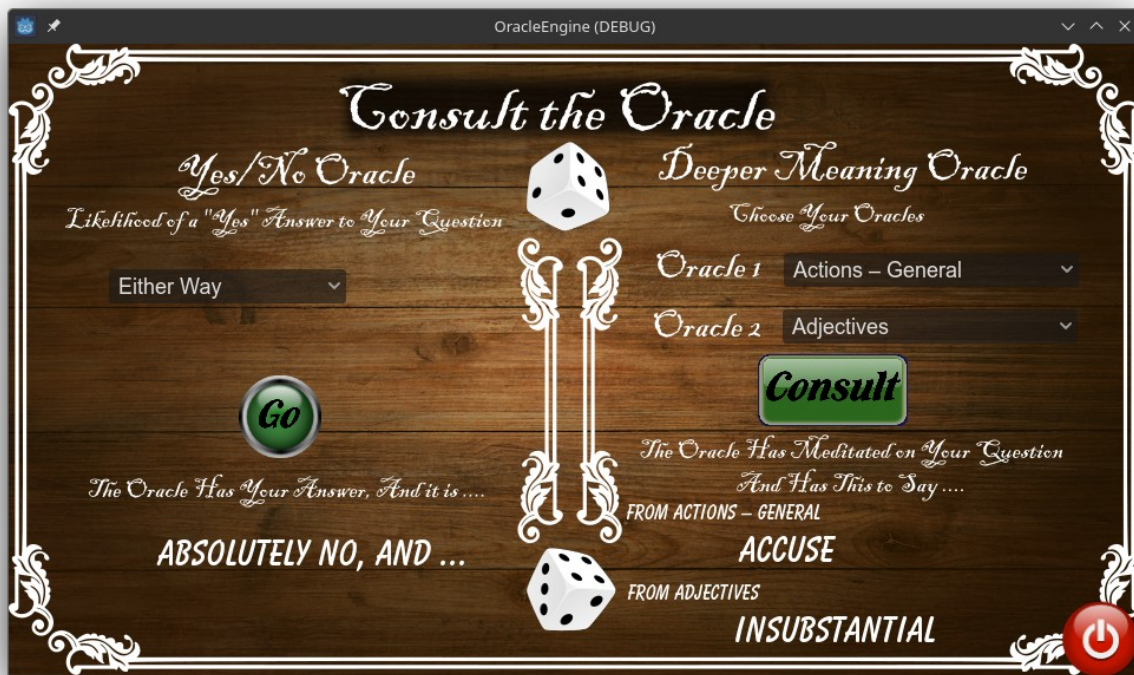 OracleEngine (DEBUG)
Consult the Oracle
Yes/No Oracle
Likelihood of a "Yes" Answer to Your Question
Either Way
Go
The Oracle Has Your Answer, And it is ....
ABSOLUTELY NO, AND ...
Deeper Meaning Oracle
Choose Your Oracles
Oracle 1 Actions – General
Oracle 2 Adjectives
Consult
The Oracle Has Meditated on Your Question
And Has This to Say ....
FROM ACTIONS – GENERAL
ACCUSE
FROM ADJECTIVES
INSUBSTANTIAL